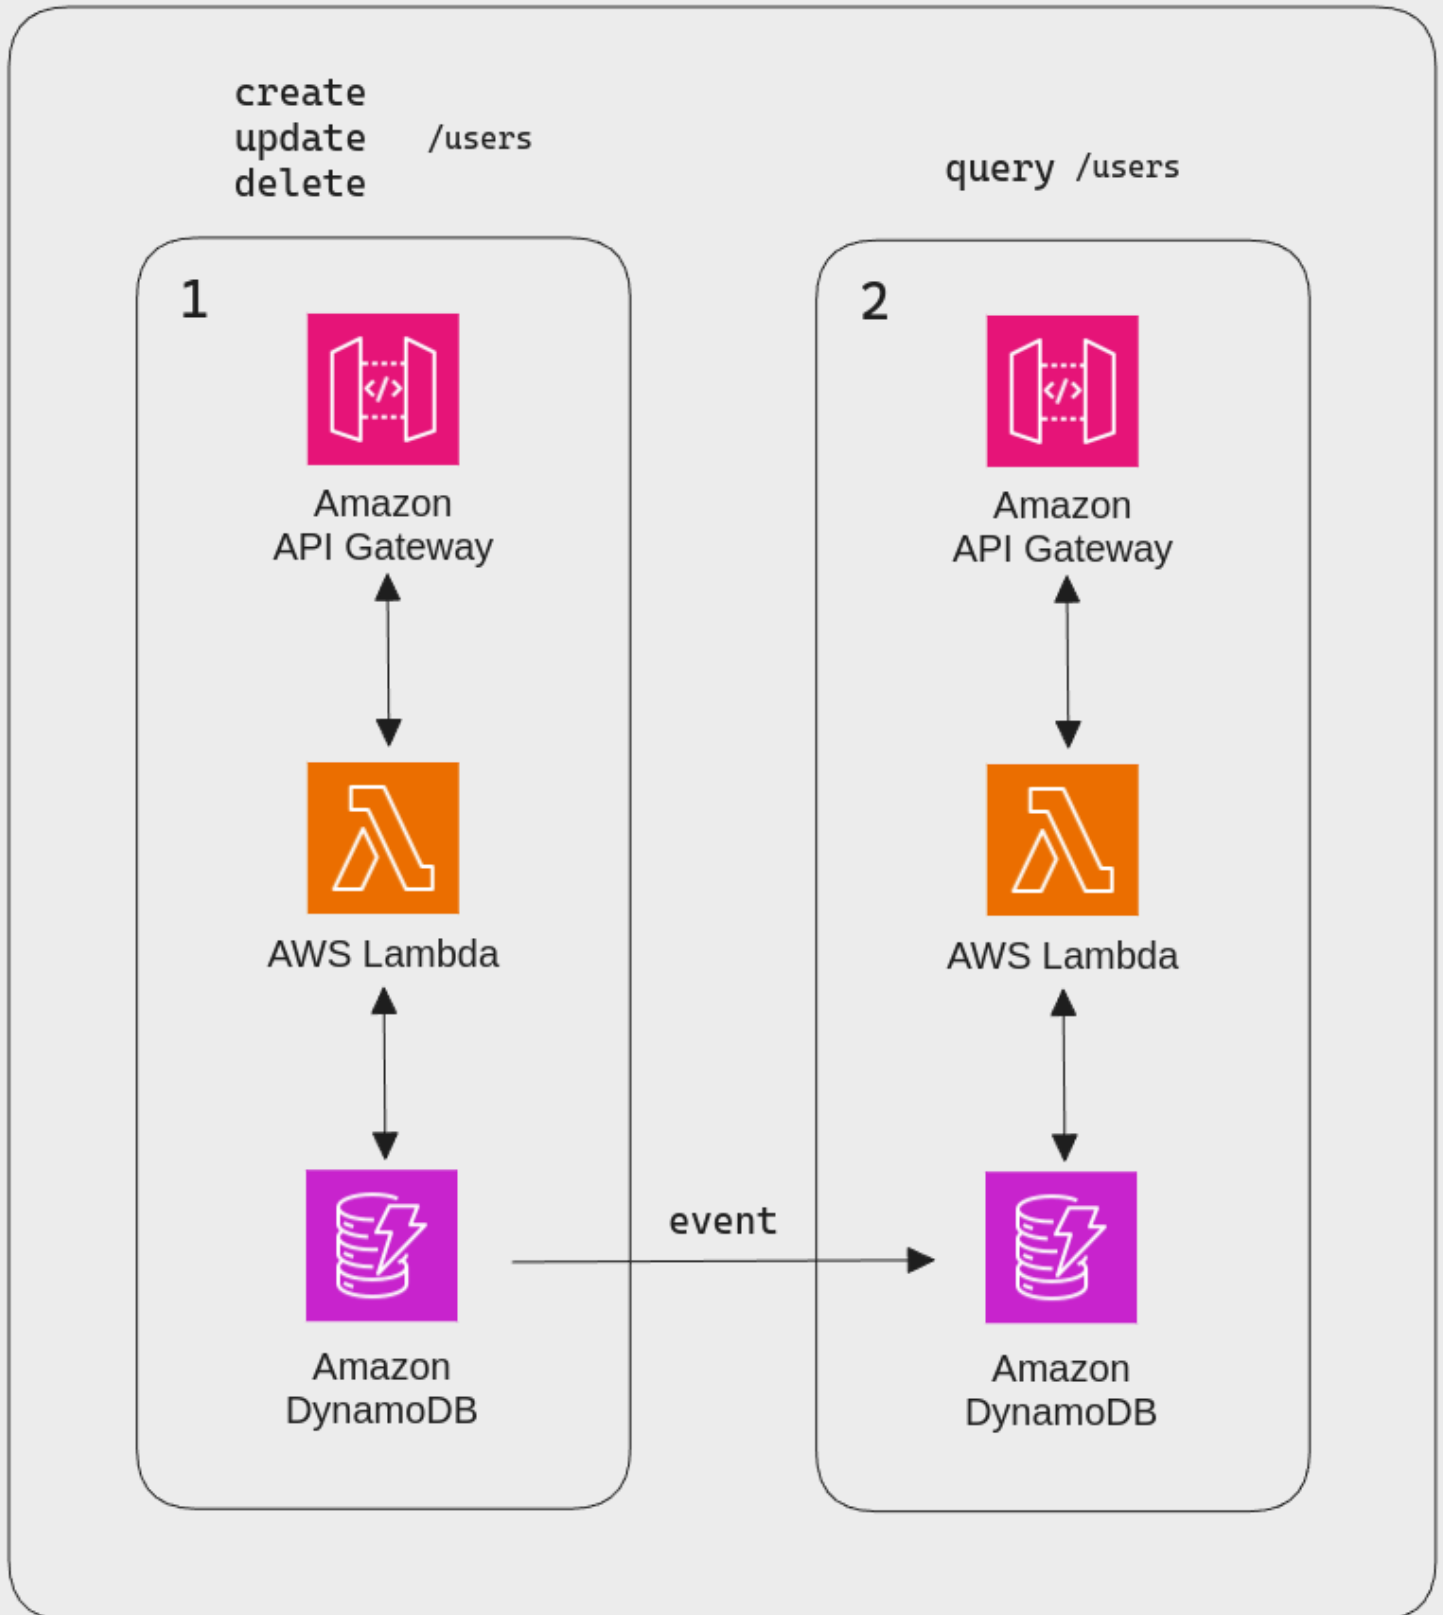 create
update /users
delete
query /users
1
Amazon
API Gateway
AWS Lambda
Amazon
DynamoDB
event
2
Amazon
API Gateway
AWS Lambda
Amazon
DynamoDB